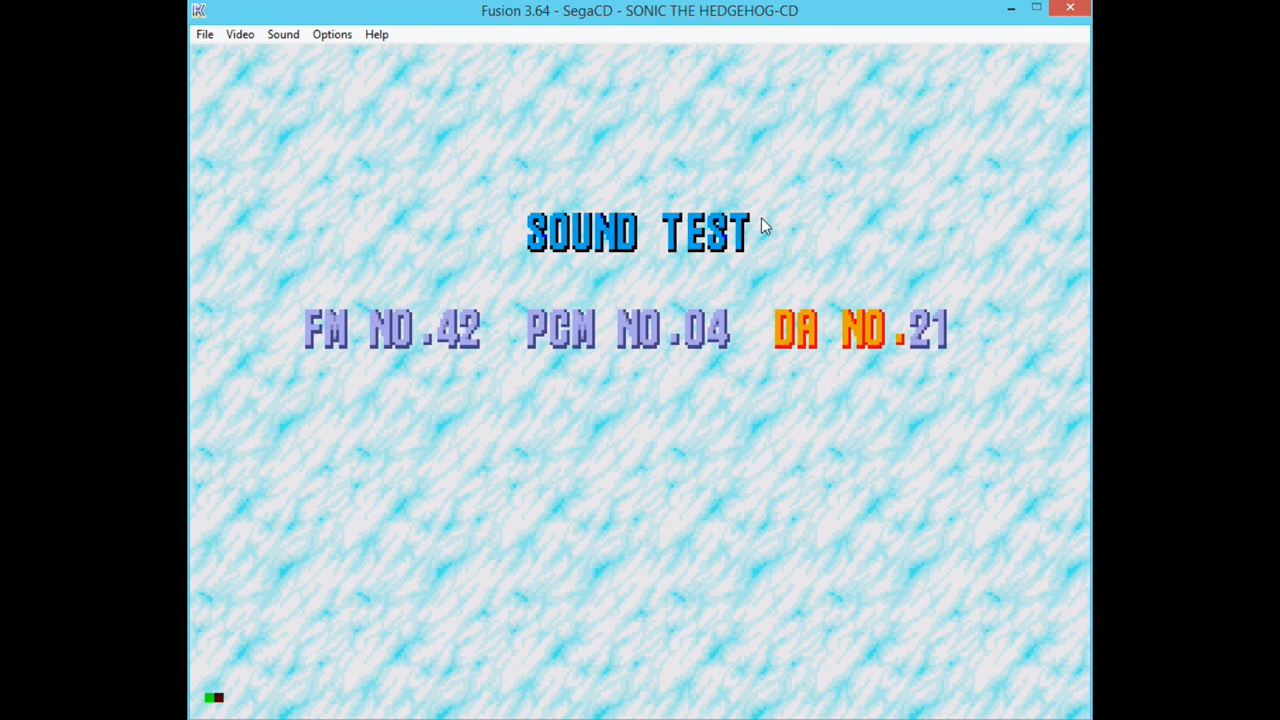 Fusion 3.64 - SegaCD - SONIC THE HEDGEHOG-CD
File Video Sound Options Help
SOUND TEST
FM NO.42 PCM NO.04 DA NO.21